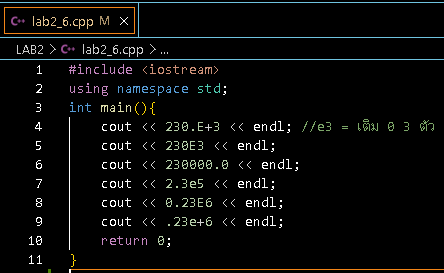 lab2_6.cpp M ×
LAB2 > lab2_6.cpp > ...
1 #include <iostream>
2 using namespace std;
3 int main(){
4 cout << 230.E+3 << endl; //e3 = เติม 0 3 ตัว
5 cout << 230E3 << endl;
6 cout << 230000.0 << endl;
7 cout << 2.3e5 << endl;
8 cout << 0.23E6 << endl;
9 cout << .23e+6 << endl;
10 return 0;
11 }